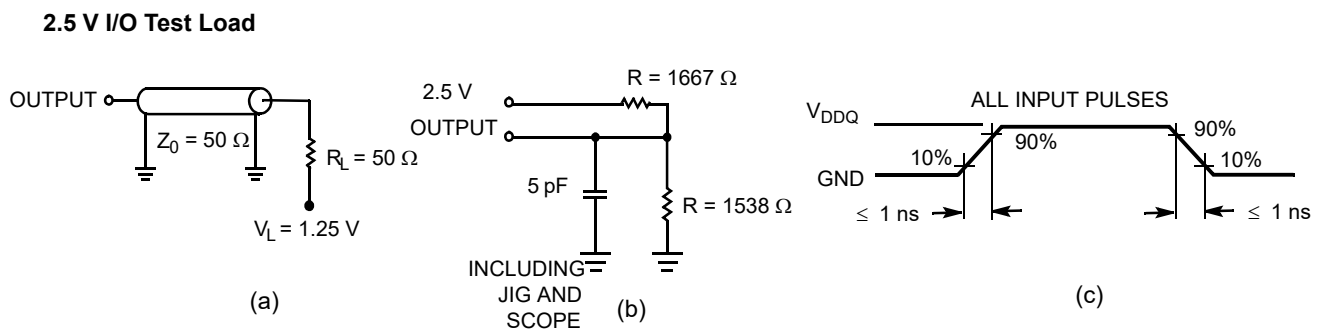 2.5 V I/O Test Load
OUTPUT
Z0 = 50 Ω
RL = 50 Ω
VL = 1.25 V
(a)
R = 1667 Ω
2.5 V
OUTPUT
5 pF
R = 1538 Ω
INCLUDING
JIG AND
SCOPE
(b)
ALL INPUT PULSES
VDDQ
GND
10%
90%
90%
10%
≤ 1 ns
≤ 1 ns
(c)